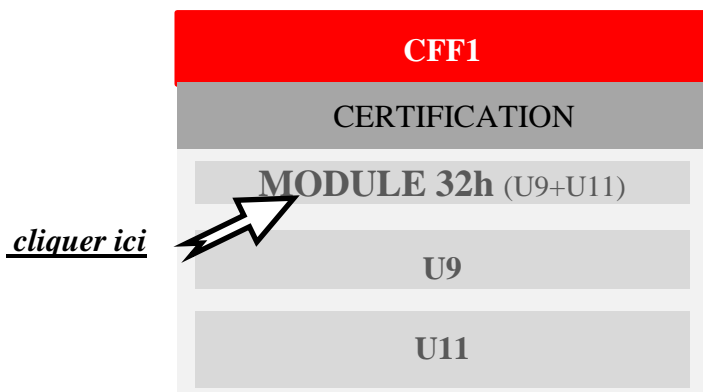 CFF1
CERTIFICATION
MODULE 32h (U9+U11)
cliquer ici
U9
U11